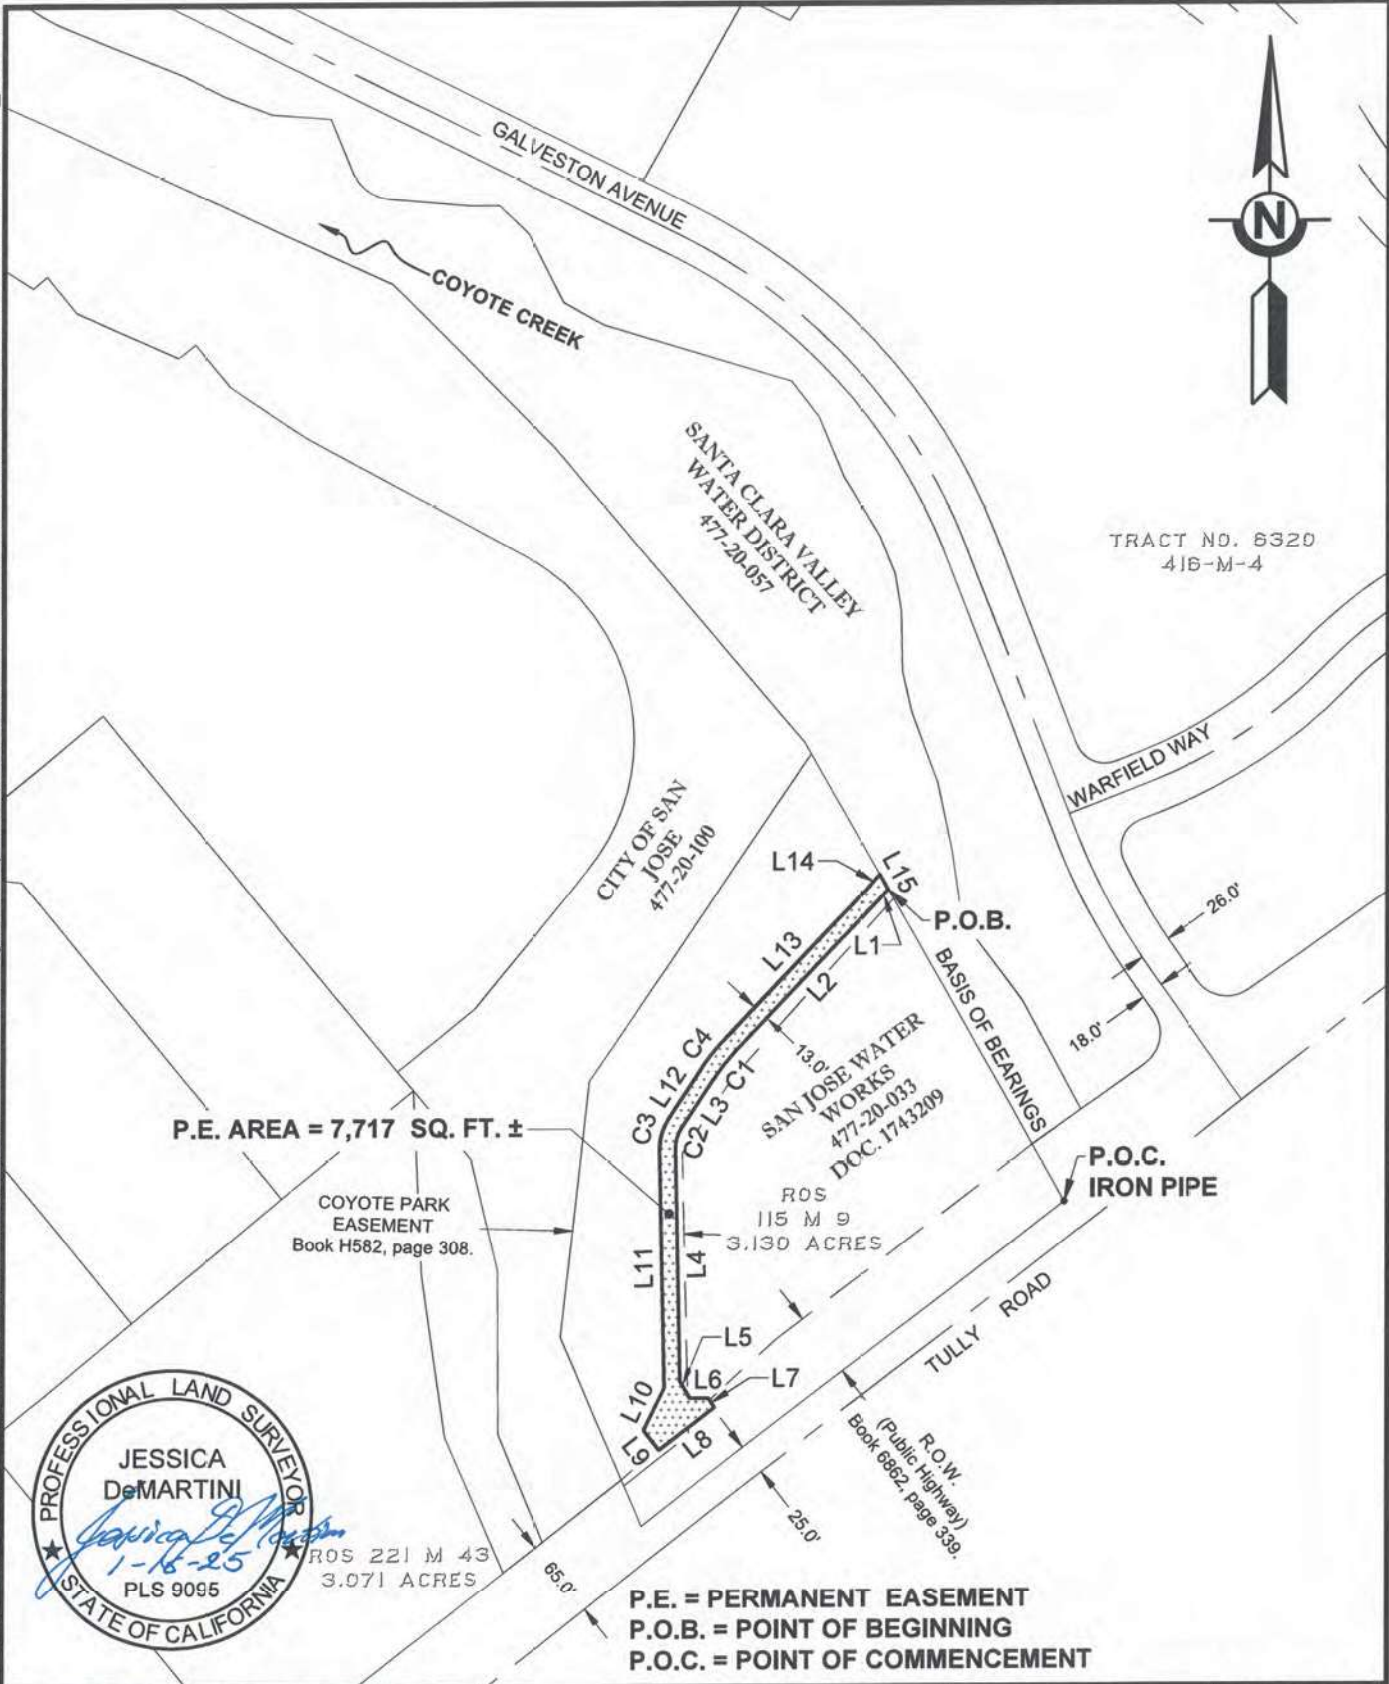 GALVESTON AVENUE
N
COYOTE CREEK
SANTA CLARA VALLEY
WATER DISTRICT
477-20-057
TRACT NO. 6320
416-M-4
WARFIELD WAY
CITY OF SAN
JOSE
477-20-100
L14
L15
P.O.B.
L1
26.0'
L13
L2
BASIS OF BEARINGS
18.0'
C4
13.0'
C1
L12
L3
C3
C2
SAN JOSE WATER
WORKS
477-20-033
DOC. 1743209
P.E. AREA = 7,717 SQ. FT. ±
P.O.C.
IRON PIPE
COYOTE PARK
EASEMENT
Book H582, page 308.
ROS
115 M 9
3.130 ACRES
L11
L4
TULLY ROAD
L5
L6
L7
L10
L9
L8
R.O.W.
(Public Highway)
Book 6862, page 339.
25.0'
65.0'
PROFESSIONAL LAND SURVEYOR
JESSICA
DeMARTINI
Jessica DeMartini
1-16-25
PLS 9095
STATE OF CALIFORNIA
ROS 221 M 43
3.071 ACRES
P.E. = PERMANENT EASEMENT
P.O.B. = POINT OF BEGINNING
P.O.C. = POINT OF COMMENCEMENT